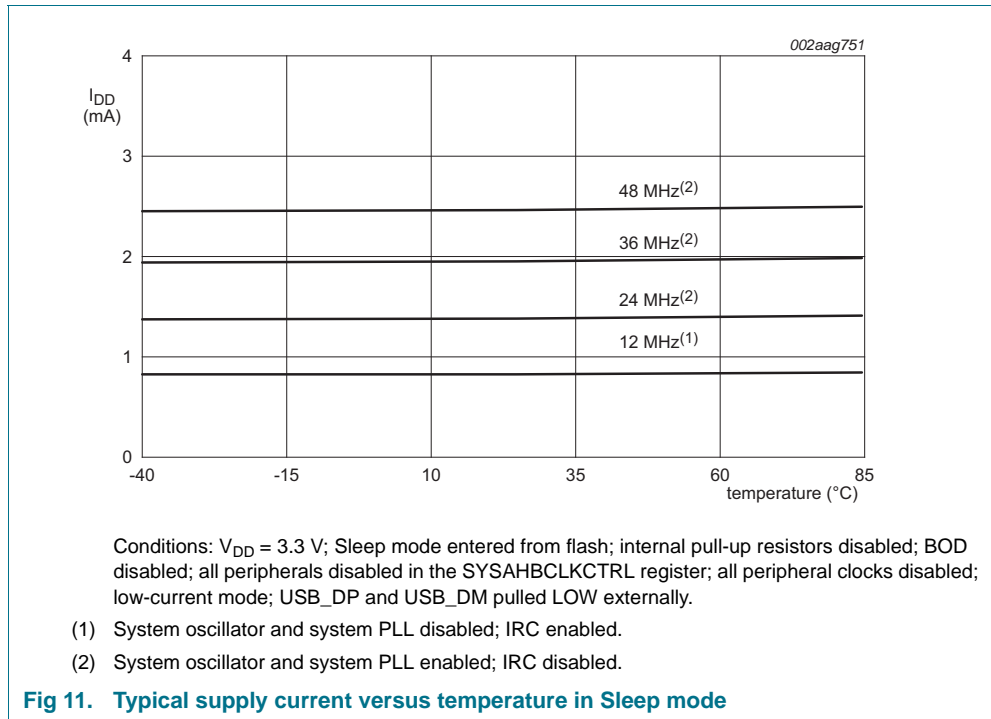 002aag751
4
I_DD
(mA)
3
48 MHz(2)
36 MHz(2)
2
24 MHz(2)
12 MHz(1)
1
0
-40 -15 10 35 60 85
temperature (°C)
Conditions: V_DD = 3.3 V; Sleep mode entered from flash; internal pull-up resistors disabled; BOD
disabled; all peripherals disabled in the SYSAHBCLKCTRL register; all peripheral clocks disabled;
low-current mode; USB_DP and USB_DM pulled LOW externally.
(1) System oscillator and system PLL disabled; IRC enabled.
(2) System oscillator and system PLL enabled; IRC disabled.
Fig 11. Typical supply current versus temperature in Sleep mode